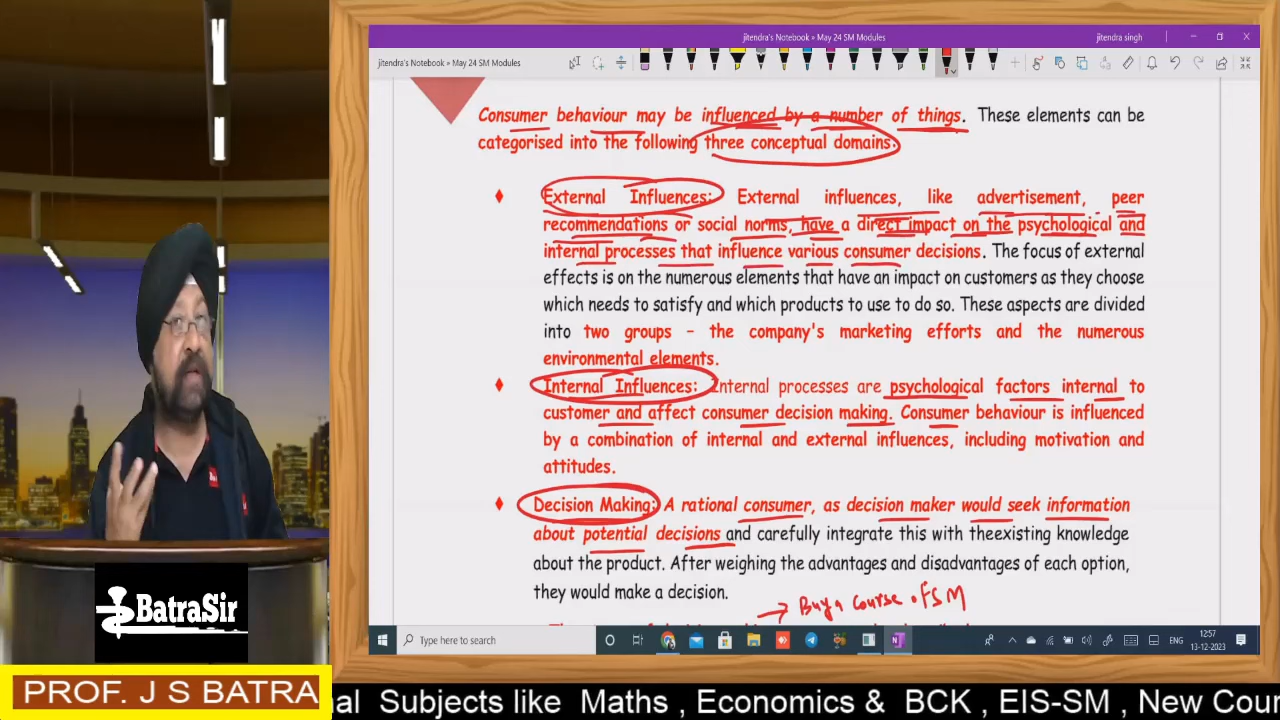 jitendra's Notebook » May 24 SM Modules
jitendra singh
jitendra's Notebook » May 24 SM Modules
Consumer behaviour may be influenced by a number of things. These elements can be
categorised into the following three conceptual domains.
External Influences: External influences, like advertisement, peer
recommendations or social norms, have a direct impact on the psychological and
internal processes that influence various consumer decisions. The focus of external
effects is on the numerous elements that have an impact on customers as they choose
which needs to satisfy and which products to use to do so. These aspects are divided
into two groups – the company's marketing efforts and the numerous
environmental elements.
Internal Influences: Internal processes are psychological factors internal to
customer and affect consumer decision making. Consumer behaviour is influenced
by a combination of internal and external influences, including motivation and
attitudes.
Decision Making: A rational consumer, as decision maker would seek information
about potential decisions and carefully integrate this with theexisting knowledge
about the product. After weighing the advantages and disadvantages of each option,
they would make a decision.
→ Buy a Course of SM
Type here to search
ENG
12:57
13-12-2023
BatraSir
PROF. J S BATRA
al Subjects like Maths , Economics & BCK , EIS-SM , New Cour